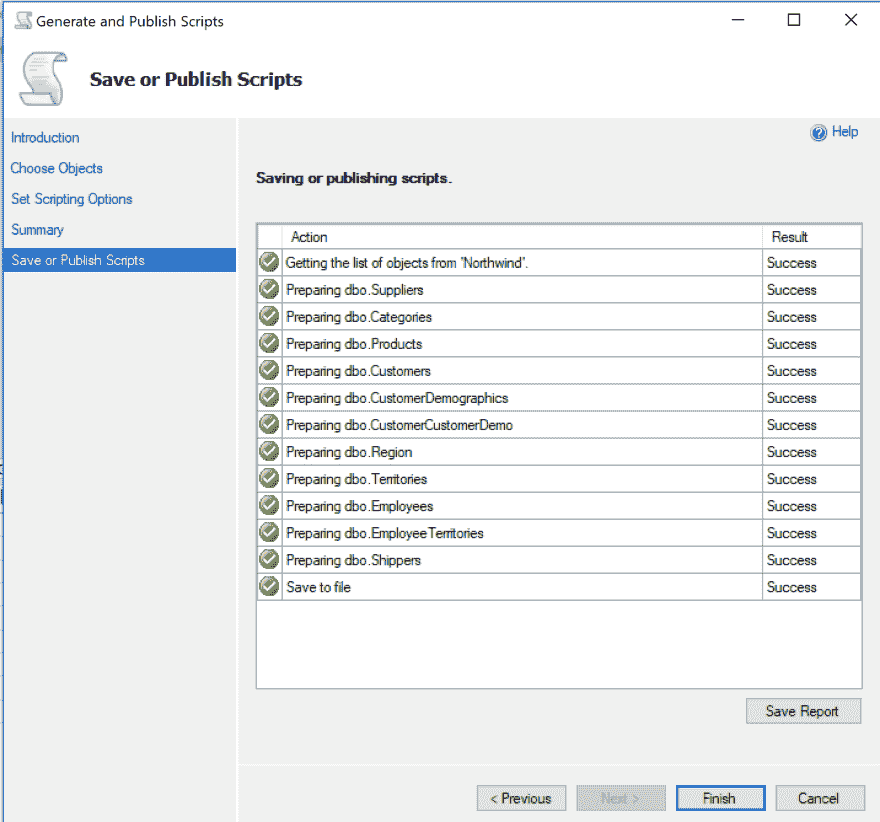 Generate and Publish Scripts
Save or Publish Scripts
Introduction
Choose Objects
Set Scripting Options
Summary
Save or Publish Scripts
Help
Saving or publishing scripts.
Action Result
Getting the list of objects from 'Northwind'. Success
Preparing dbo.Suppliers Success
Preparing dbo.Categories Success
Preparing dbo.Products Success
Preparing dbo.Customers Success
Preparing dbo.CustomerDemographics Success
Preparing dbo.CustomerCustomerDemo Success
Preparing dbo.Region Success
Preparing dbo.Territories Success
Preparing dbo.Employees Success
Preparing dbo.EmployeeTerritories Success
Preparing dbo.Shippers Success
Save to file Success
Save Report
< Previous Next > Finish Cancel